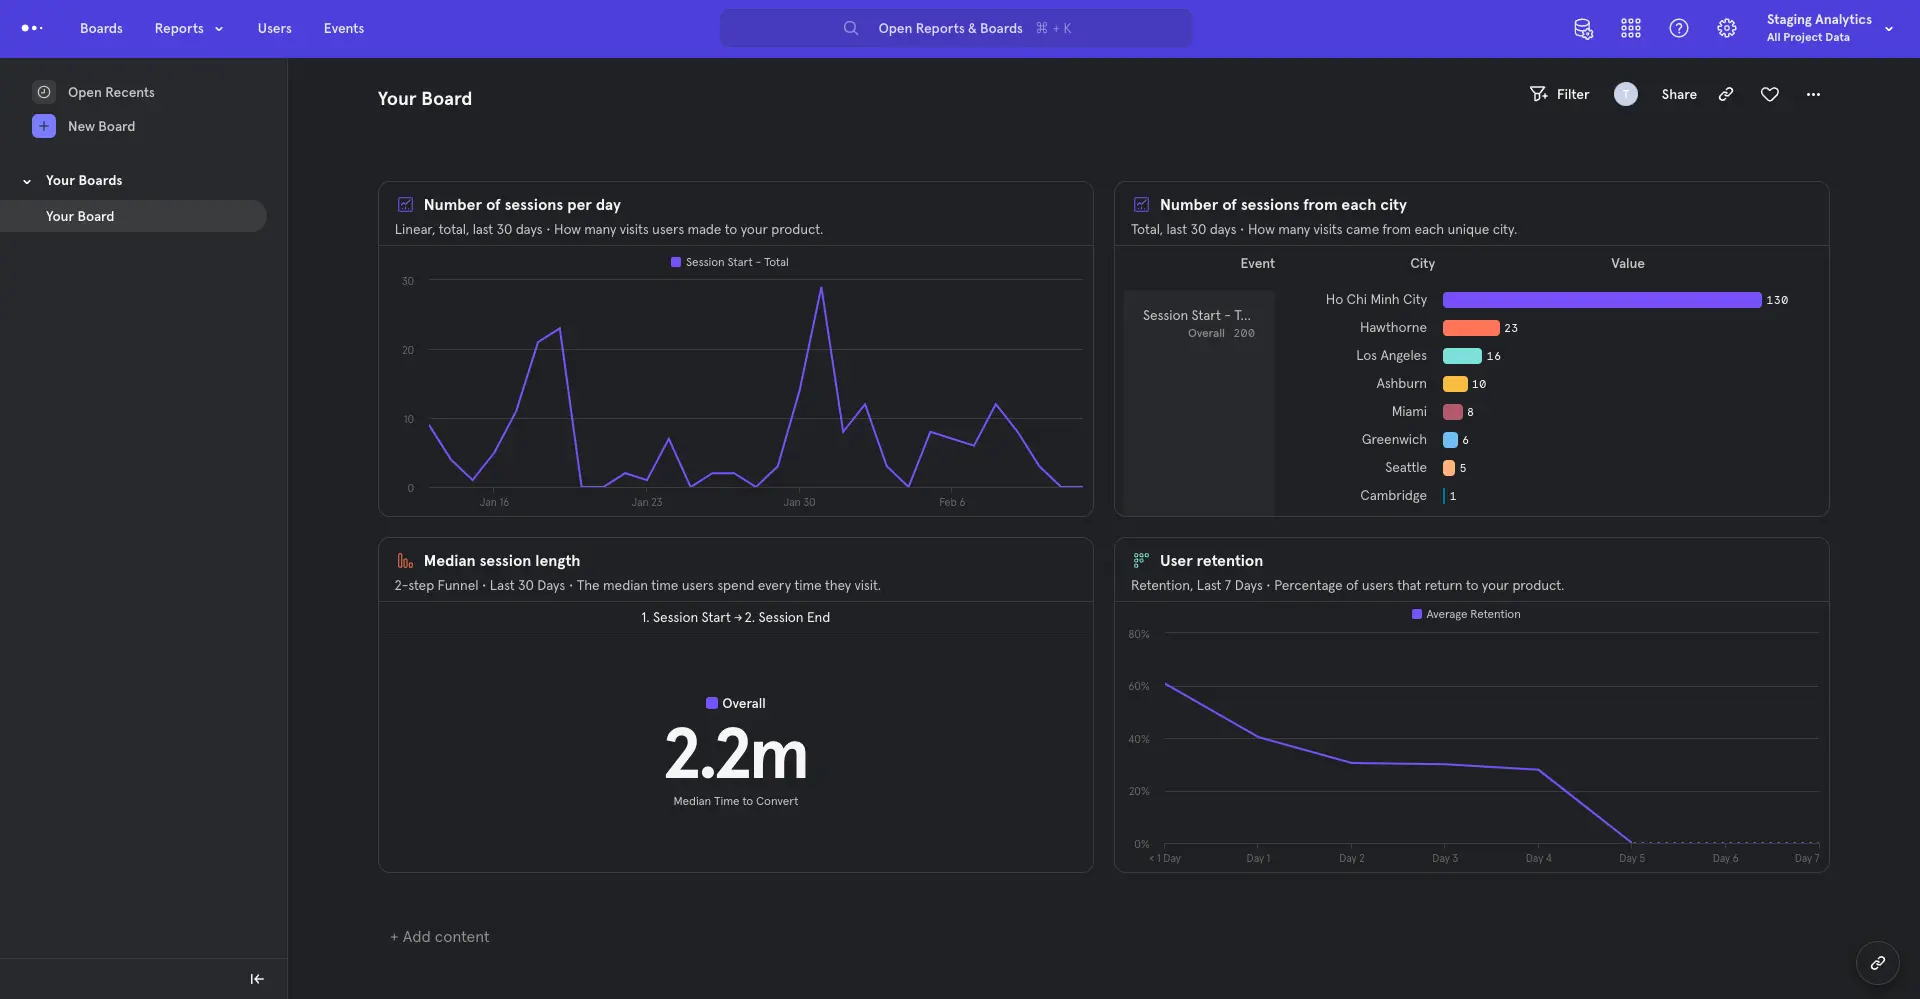 Boards
Reports
Users
Events
Open Reports & Boards ⌘ + K
Staging Analytics
All Project Data
Open Recents
New Board
Your Boards
Your Board
Your Board
Filter
T
Share
Number of sessions per day
Linear, total, last 30 days • How many visits users made to your product.
Session Start - Total
30
20
10
0
Jan 16
Jan 23
Jan 30
Feb 6
Number of sessions from each city
Total, last 30 days • How many visits came from each unique city.
Event City Value
Session Start - T...
Overall 200
Ho Chi Minh City 130
Hawthorne 23
Los Angeles 16
Ashburn 10
Miami 8
Greenwich 6
Seattle 5
Cambridge 1
Median session length
2-step Funnel • Last 30 Days • The median time users spend every time they visit.
1. Session Start → 2. Session End
Overall
2.2m
Median Time to Convert
User retention
Retention, Last 7 Days • Percentage of users that return to your product.
Average Retention
80%
60%
40%
20%
0%
< 1 Day
Day 1
Day 2
Day 3
Day 4
Day 5
Day 6
Day 7
+ Add content